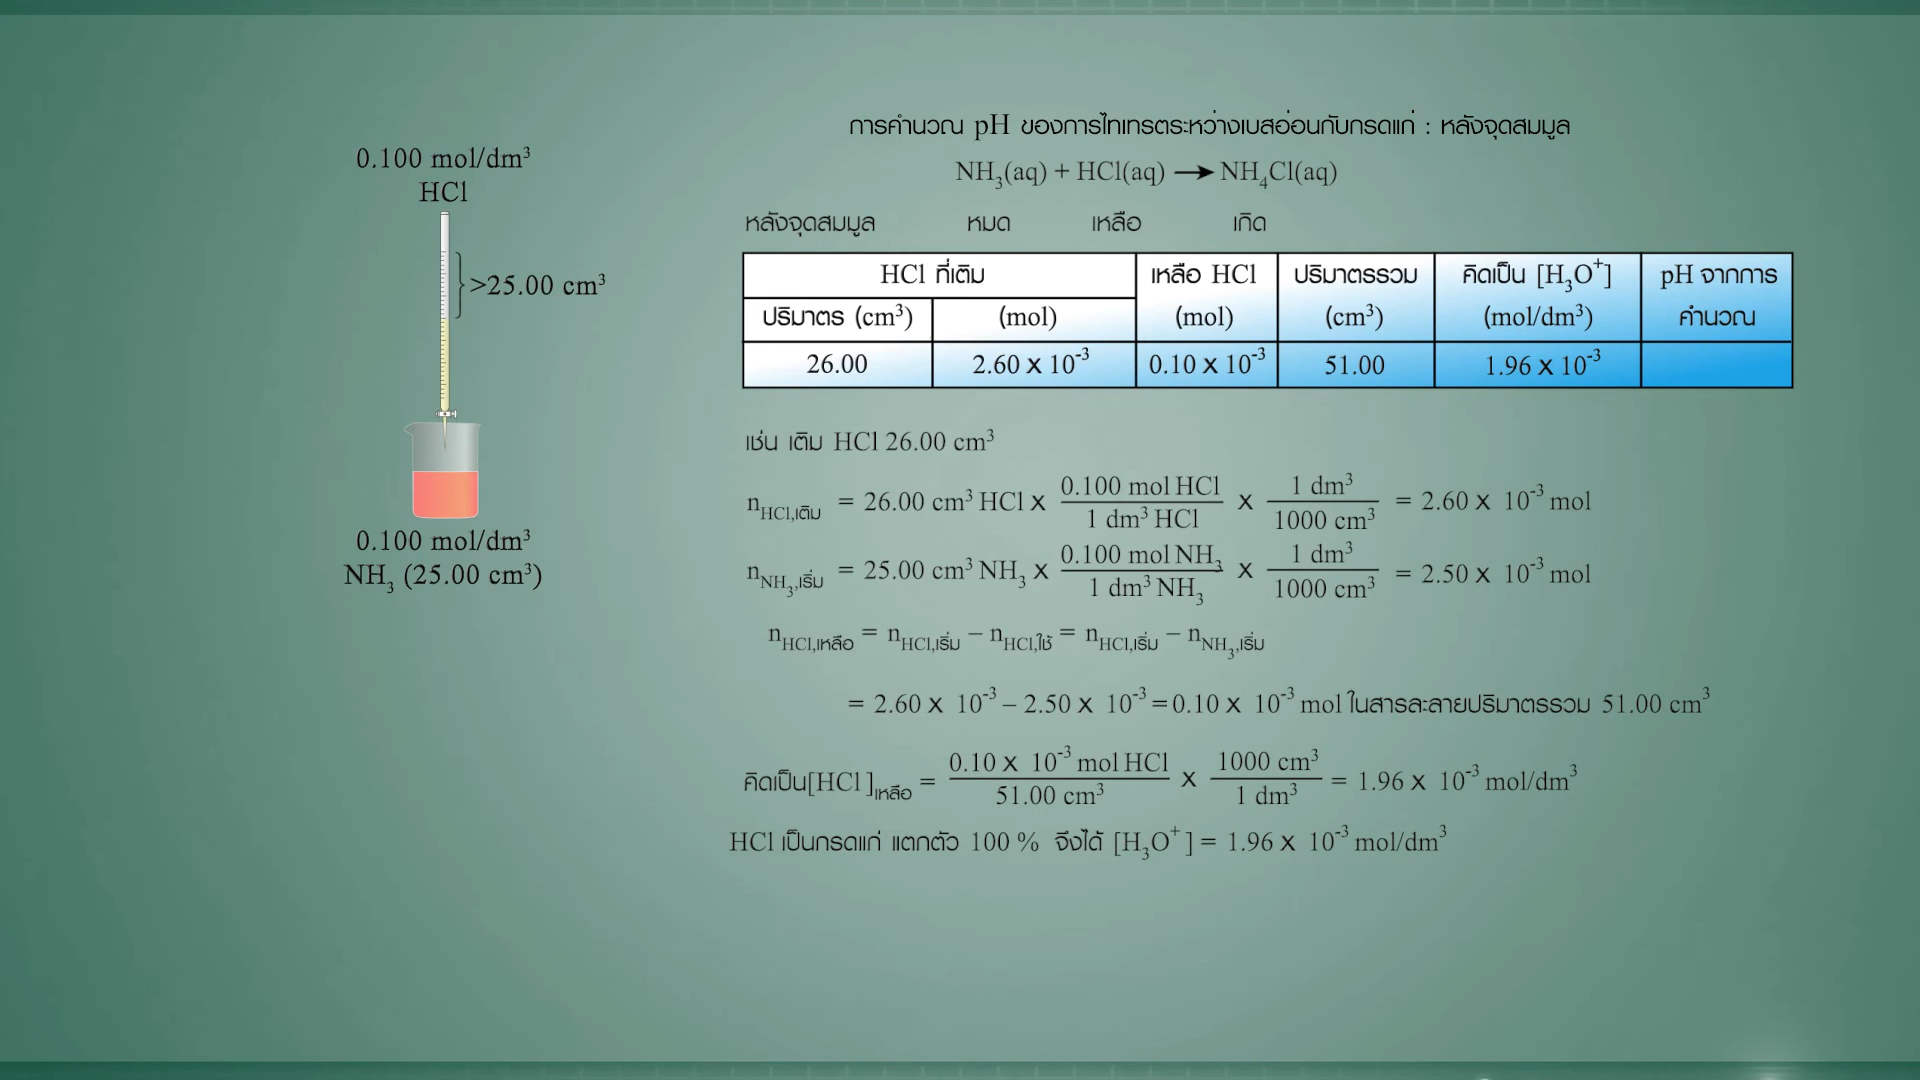 การคำนวณ pH ของการไทเทรตระหว่างเบสอ่อนกับกรดแก่ : หลังจุดสมมูล
NH₃(aq) + HCl(aq) ⟶ NH₄Cl(aq)
หลังจุดสมมูล หมด เหลือ เกิด
0.100 mol/dm³
HCl
>25.00 cm³
0.100 mol/dm³
NH₃ (25.00 cm³)
HCl ที่เติม เหลือ HCl ปริมาตรรวม คิดเป็น [H₃O⁺] pH จากการ
ปริมาตร (cm³) (mol) (mol) (cm³) (mol/dm³) คำนวณ
26.00 2.60 x 10⁻³ 0.10 x 10⁻³ 51.00 1.96 x 10⁻³
เช่น เติม HCl 26.00 cm³
n_HCl,เติม = 26.00 cm³ HCl x (0.100 mol HCl / 1 dm³ HCl) x (1 dm³ / 1000 cm³) = 2.60 x 10⁻³ mol
n_NH₃,เริ่ม = 25.00 cm³ NH₃ x (0.100 mol NH₃ / 1 dm³ NH₃) x (1 dm³ / 1000 cm³) = 2.50 x 10⁻³ mol
n_HCl,เหลือ = n_HCl,เริ่ม – n_HCl,ใช้ = n_HCl,เริ่ม – n_NH₃,เริ่ม
= 2.60 x 10⁻³ – 2.50 x 10⁻³ = 0.10 x 10⁻³ mol ในสารละลายปริมาตรรวม 51.00 cm³
คิดเป็น[HCl ]เหลือ = (0.10 x 10⁻³ mol HCl / 51.00 cm³) x (1000 cm³ / 1 dm³) = 1.96 x 10⁻³ mol/dm³
HCl เป็นกรดแก่ แตกตัว 100 % จึงได้ [H₃O⁺] = 1.96 x 10⁻³ mol/dm³